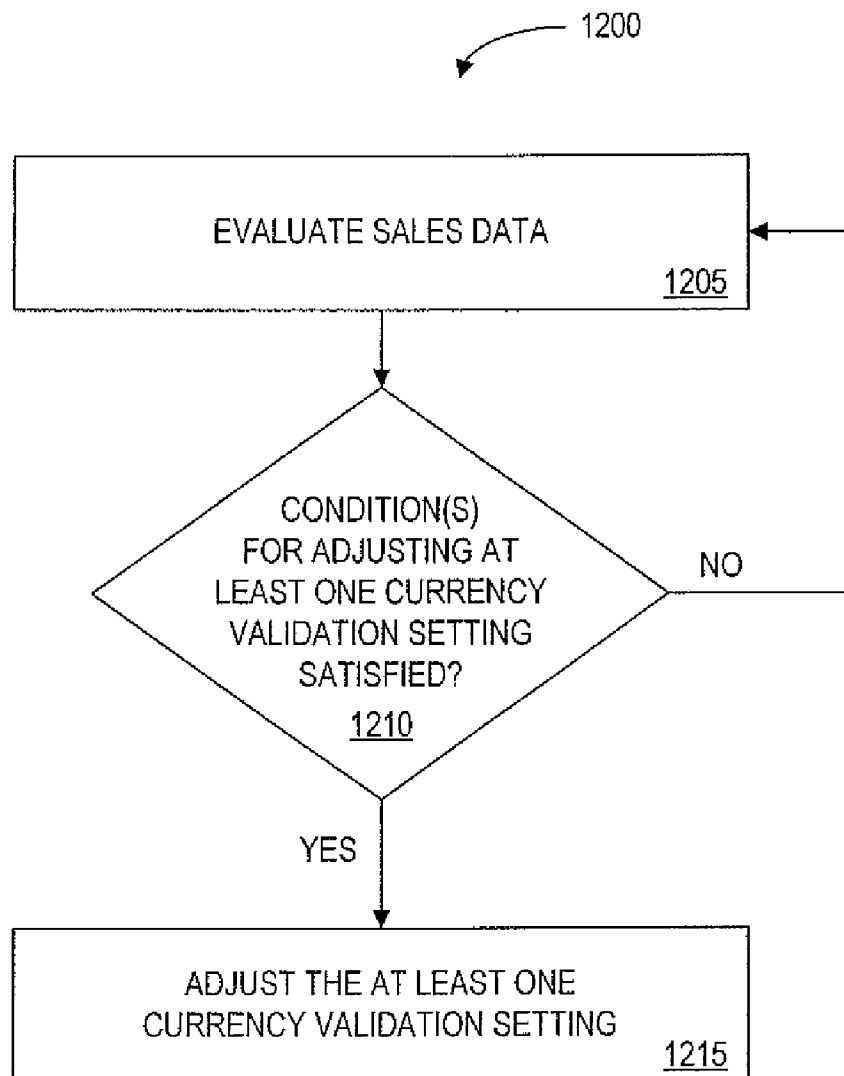 1200
EVALUATE SALES DATA
1205
CONDITION(S)
FOR ADJUSTING AT
LEAST ONE CURRENCY
VALIDATION SETTING
SATISFIED?
1210
NO
YES
ADJUST THE AT LEAST ONE
CURRENCY VALIDATION SETTING
1215